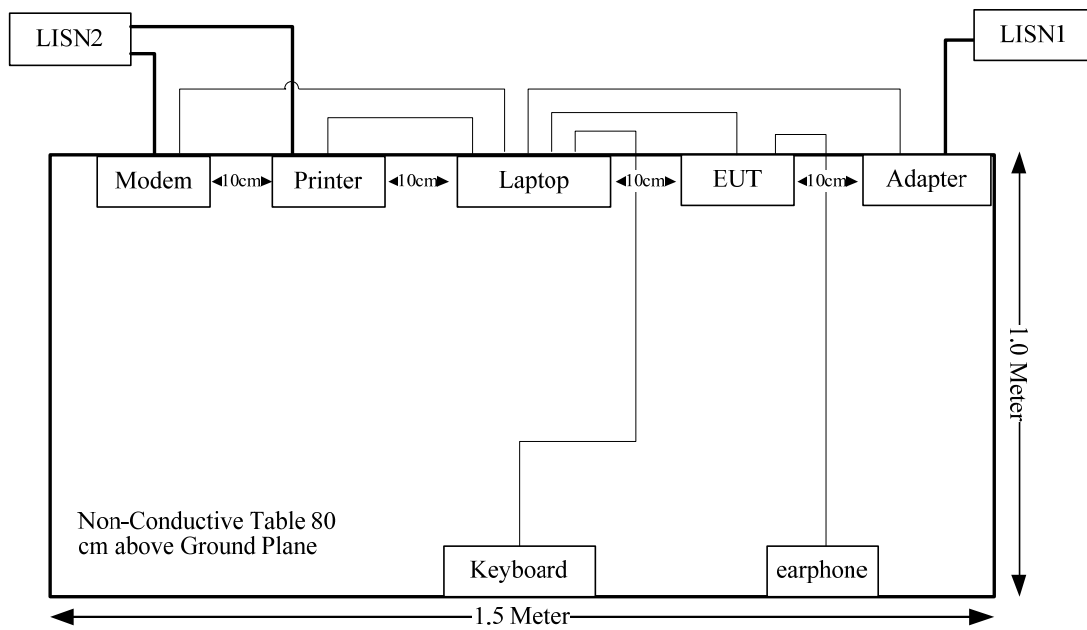 LISN2
LISN1
Modem
10cm
Printer
10cm
Laptop
10cm
EUT
10cm
Adapter
1.0 Meter
Non-Conductive Table 80
cm above Ground Plane
Keyboard
earphone
1.5 Meter